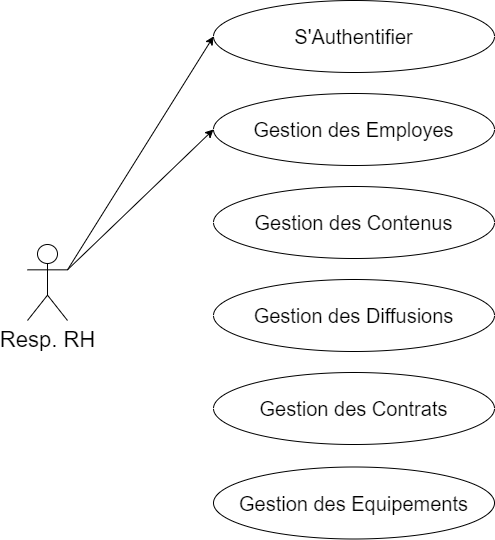 S'Authentifier
Gestion des Employes
Gestion des Contenus
Resp. RH
Gestion des Diffusions
Gestion des Contrats
Gestion des Equipements